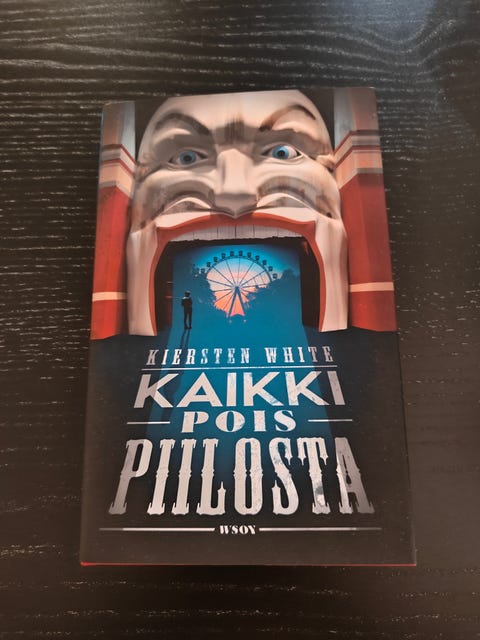 KIERSTEN WHITE
KAIKKI
POIS
PIILOSTA
WSOY